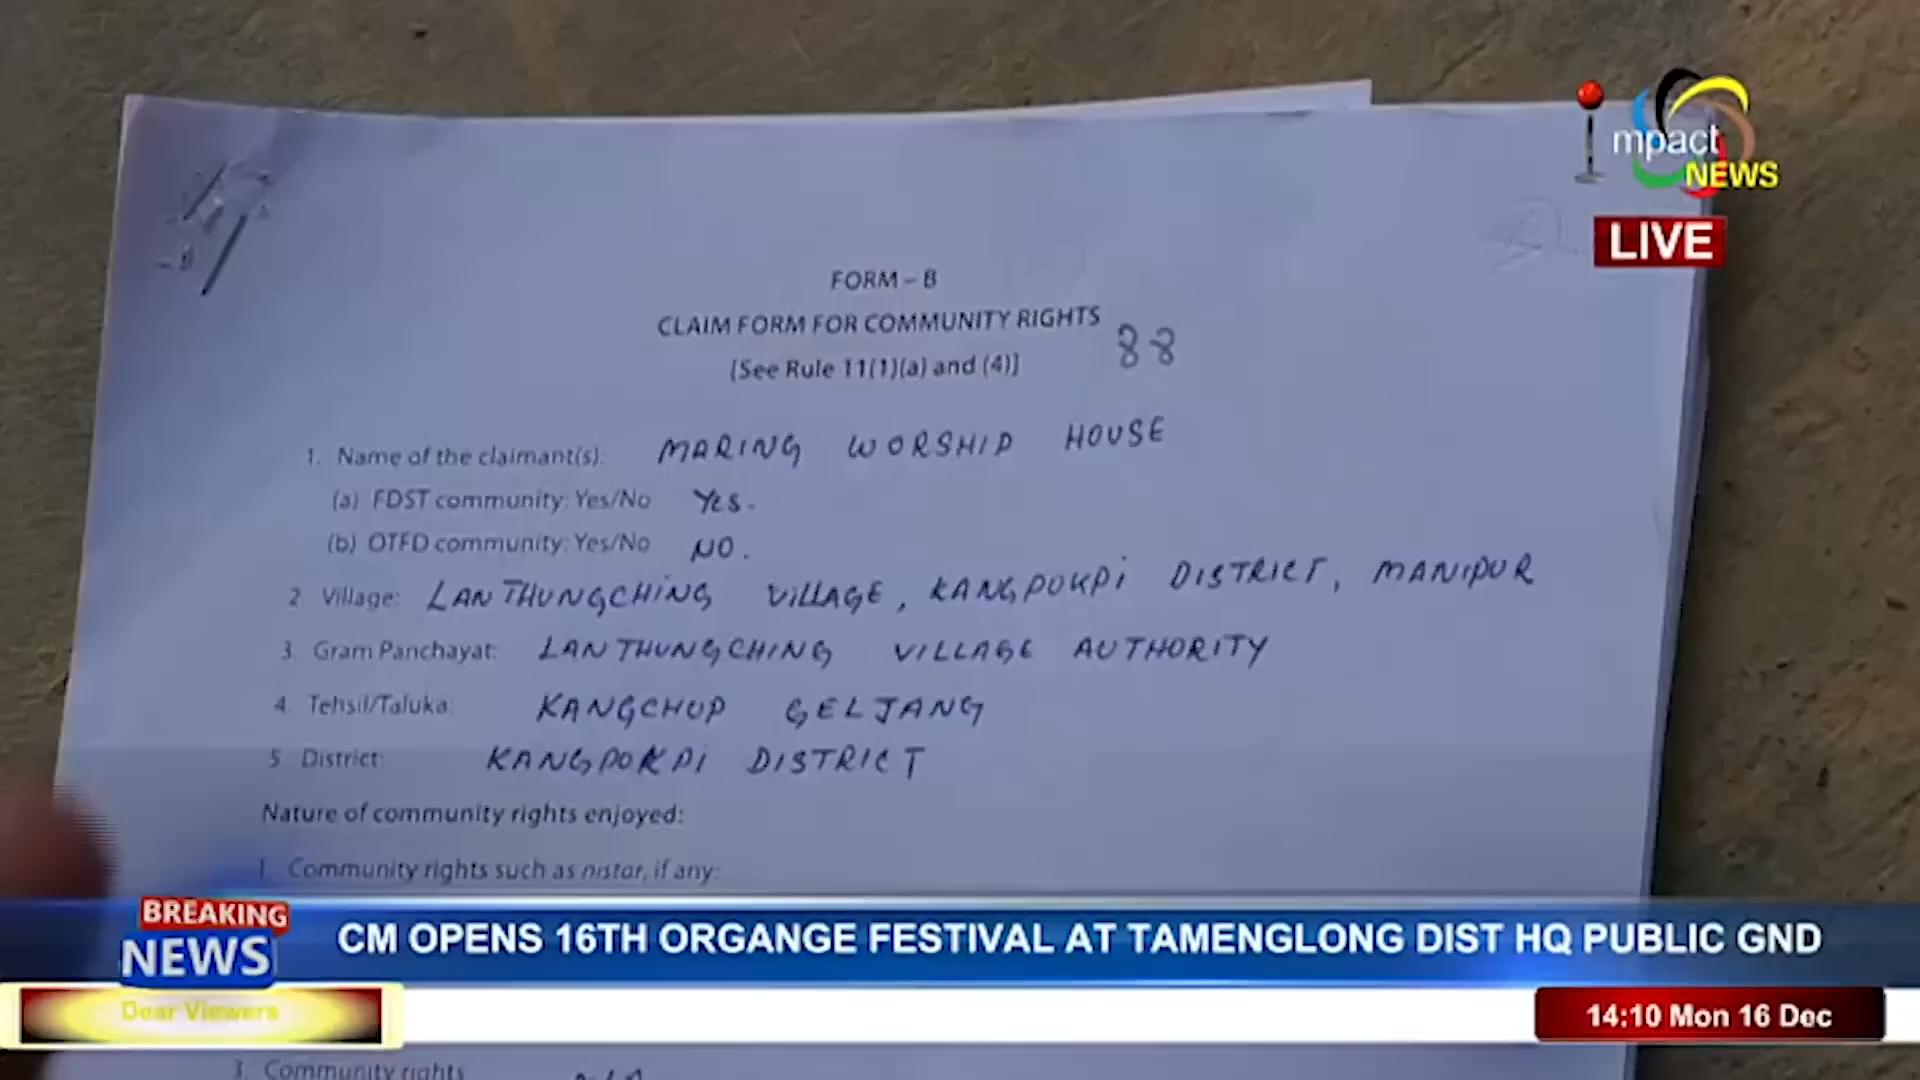 impact
NEWS
LIVE
FORM – B
CLAIM FORM FOR COMMUNITY RIGHTS
[See Rule 11(1)(a) and (4)]
88
1. Name of the claimant(s): MARING WORSHIP HOUSE
(a) FDST community: Yes/No Yes.
(b) OTFD community: Yes/No NO.
2 Village: LANTHUNGCHING VILLAGE, KANGPOKPI DISTRICT, MANIPUR
3. Gram Panchayat: LANTHUNGCHING VILLAGE AUTHORITY
4. Tehsil/Taluka: KANGCHUP GELJANG
5 District: KANGPOKPI DISTRICT
Nature of community rights enjoyed:
1. Community rights such as nistar, if any:
BREAKING
NEWS
CM OPENS 16TH ORGANGE FESTIVAL AT TAMENGLONG DIST HQ PUBLIC GND
Dear Viewers
14:10 Mon 16 Dec
3. Community rights